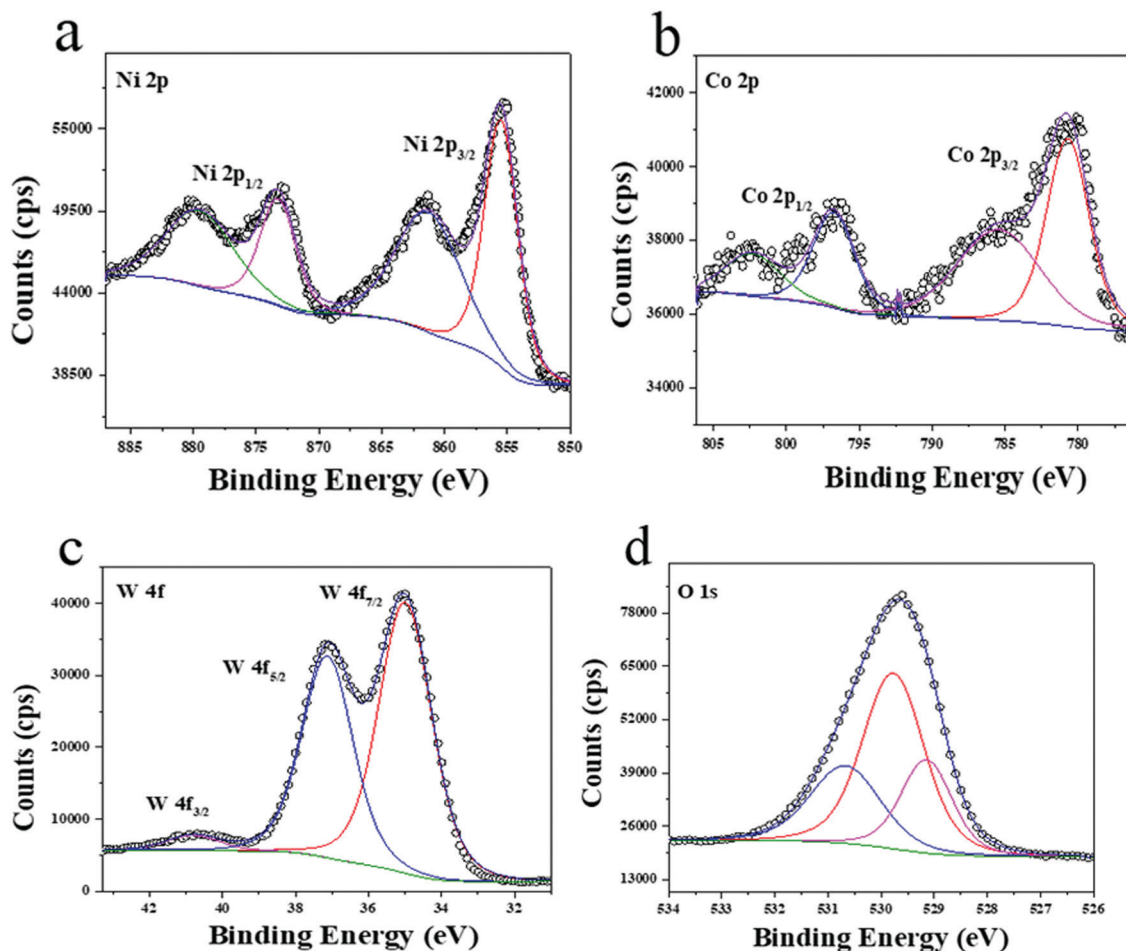 a
Ni 2p
Ni 2p1/2
Ni 2p3/2
55000
49500
44000
38500
Counts (cps)
885 880 875 870 865 860 855 850
Binding Energy (eV)
b
Co 2p
Co 2p1/2
Co 2p3/2
42000
40000
38000
36000
34000
Counts (cps)
805 800 795 790 785 780
Binding Energy (eV)
c
W 4f
W 4f7/2
W 4f5/2
W 4f3/2
40000
30000
20000
10000
0
Counts (cps)
42 40 38 36 34 32
Binding Energy (eV)
d
O 1s
78000
65000
52000
39000
26000
13000
Counts (cps)
534 533 532 531 530 529 528 527 526
Binding Energy (eV)